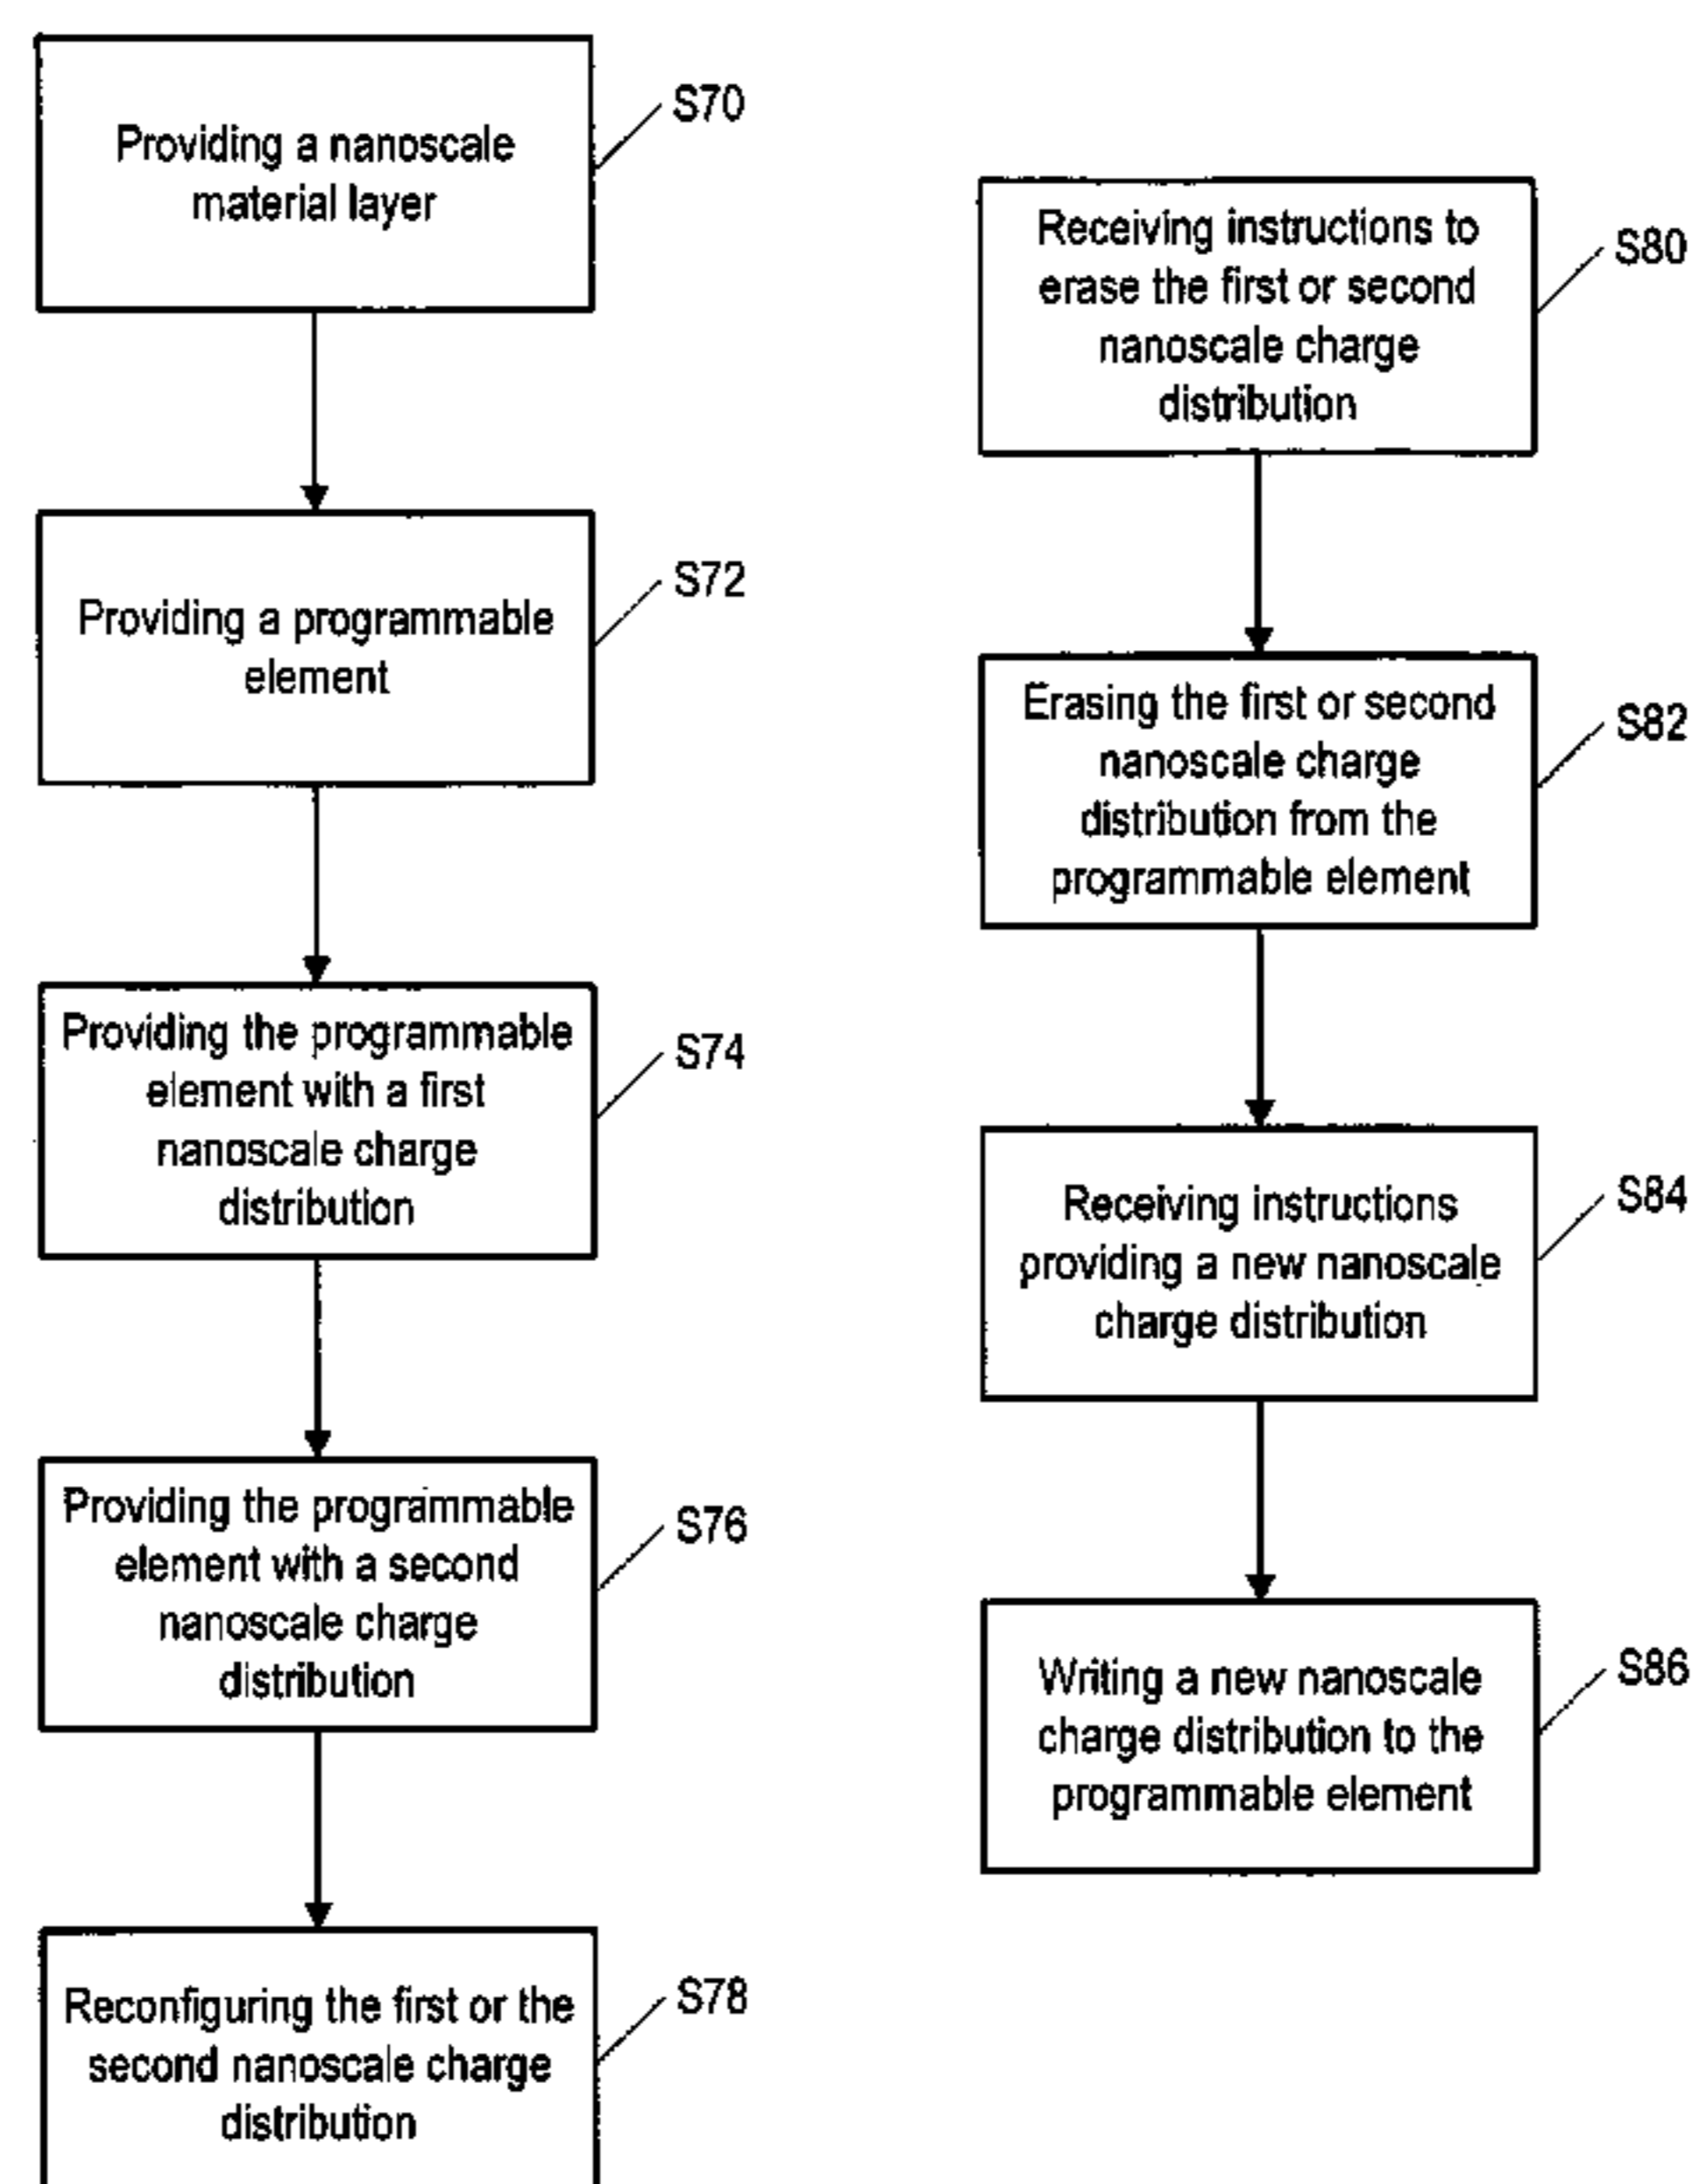 Providing a nanoscale
material layer
S70
Providing a programmable
element
S72
Providing the programmable
element with a first
nanoscale charge
distribution
S74
Providing the programmable
element with a second
nanoscale charge
distribution
S76
Reconfiguring the first or the
second nanoscale charge
distribution
S78
Receiving instructions to
erase the first or second
nanoscale charge
distribution
S80
Erasing the first or second
nanoscale charge
distribution from the
programmable element
S82
Receiving instructions
providing a new nanoscale
charge distribution
S84
Writing a new nanoscale
charge distribution to the
programmable element
S86